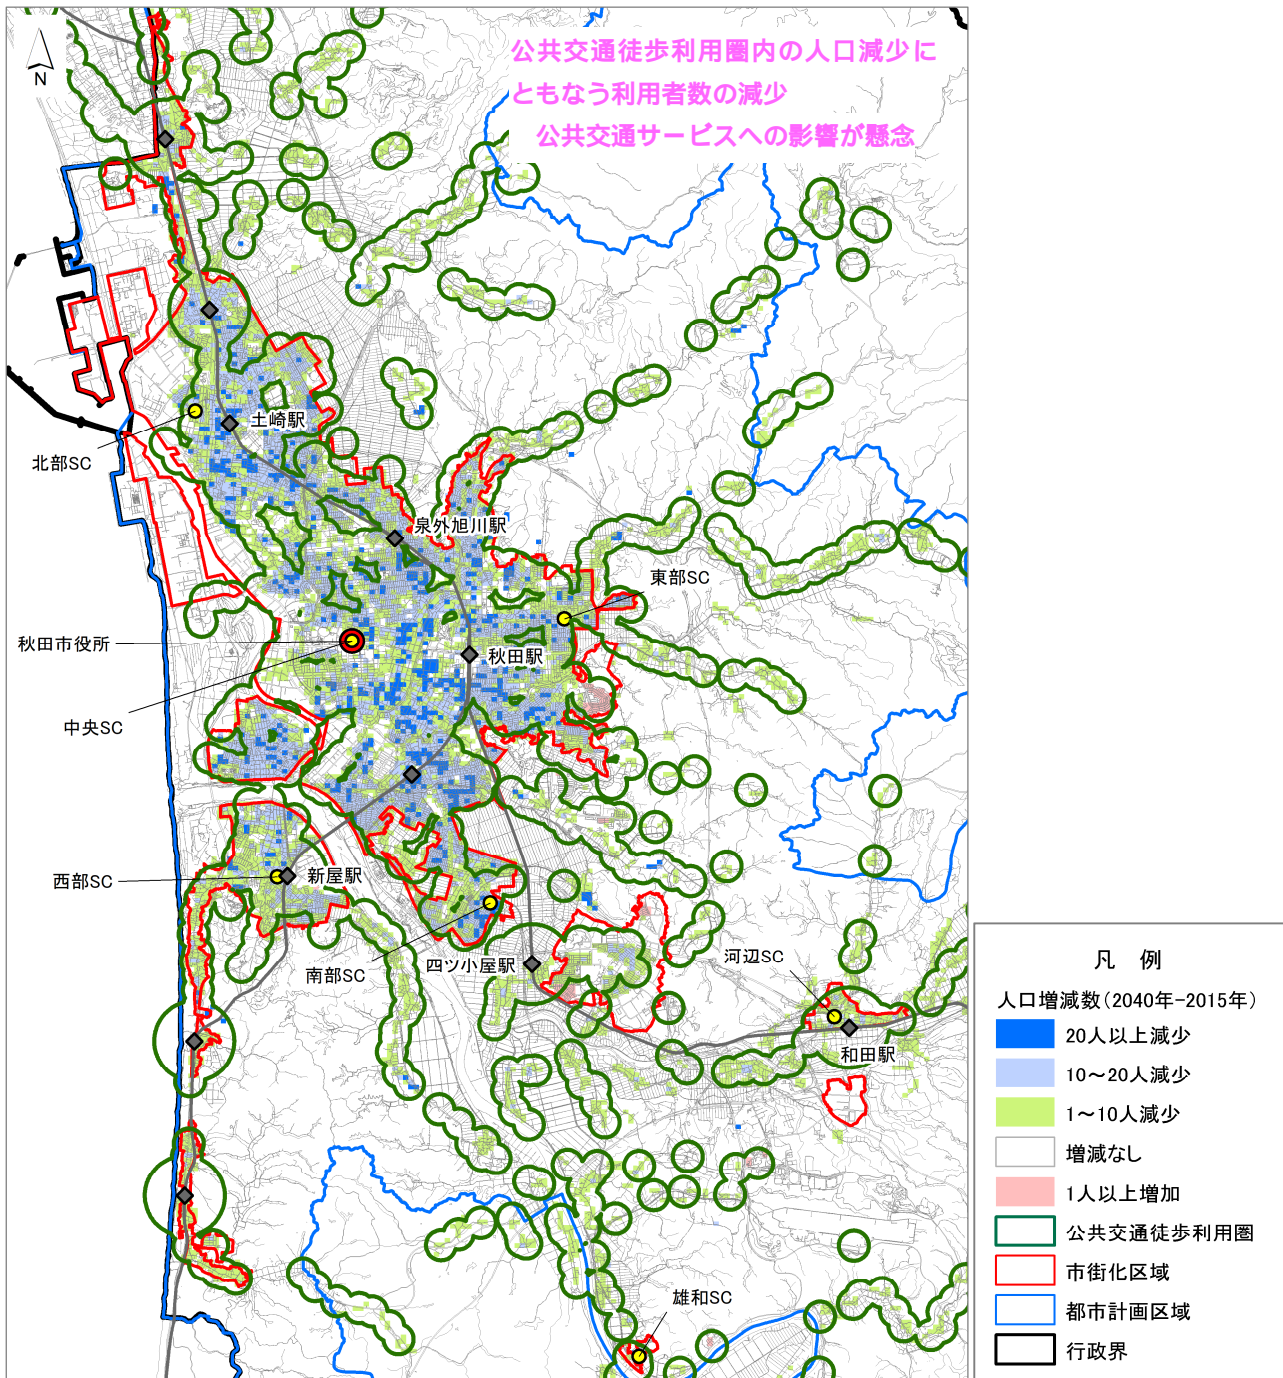 公共交通徒歩利用圏内の人口減少に
ともなう利用者数の減少
公共交通サービスへの影響が懸念
N
土崎駅
北部SC
泉外旭川駅
東部SC
秋田市役所
秋田駅
中央SC
西部SC
新屋駅
南部SC
四ツ小屋駅
河辺SC
和田駅
雄和SC
凡 例
人口増減数(2040年-2015年)
20人以上減少
10~20人減少
1~10人減少
増減なし
1人以上増加
公共交通徒歩利用圏
市街化区域
都市計画区域
行政界